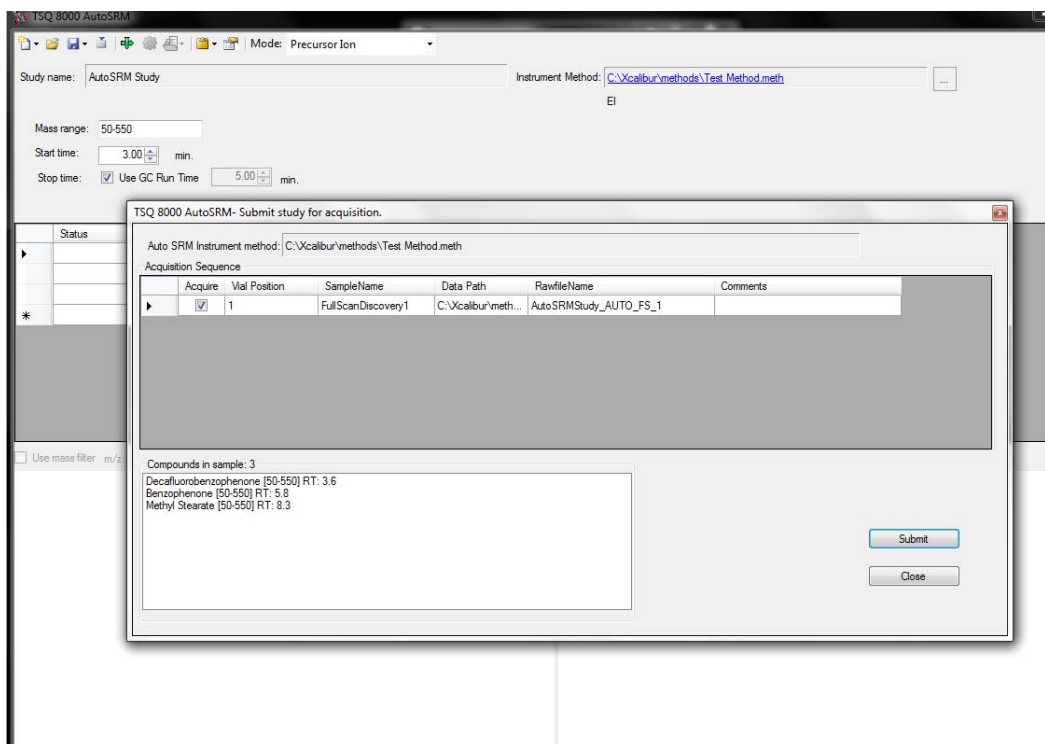 TSQ 8000 AutoSRM
Mode: Precursor Ion
Study name: AutoSRM Study Instrument Method: C:\Xcalibur\methods\Test Method.meth ...
EI
Mass range: 50-550
Start time: 3.00 min.
Stop time: Use GC Run Time 5.00 min.
TSQ 8000 AutoSRM- Submit study for acquisition.
Status
Auto SRM Instrument method: C:\Xcalibur\methods\Test Method.meth
Acquisition Sequence
Acquire Vial Position SampleName Data Path RawfileName Comments
1 FullScanDiscovery1 C:\Xcalibur\meth... AutoSRMStudy_AUTO_FS_1
Use mass filter m/z:
Compounds in sample: 3
Decafluorobenzophenone [50-550] RT: 3.6
Benzophenone [50-550] RT: 5.8
Methyl Stearate [50-550] RT: 8.3
Submit
Close